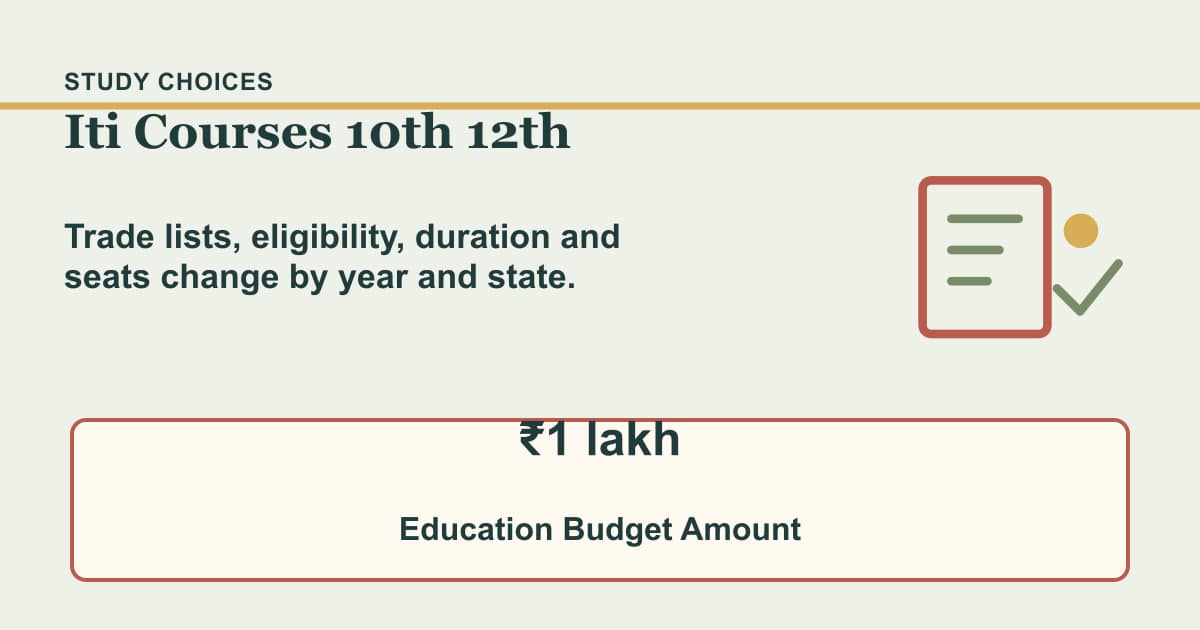 STUDY CHOICES
Iti Courses 10th 12th
Trade lists, eligibility, duration and
seats change by year and state.
₹1 lakh
Education Budget Amount